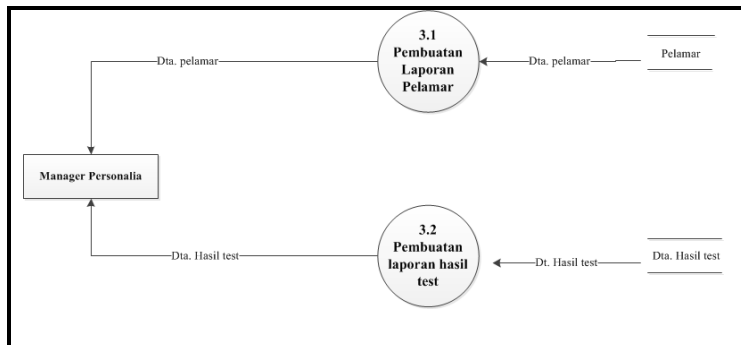 3.1
Pembuatan
Laporan
Pelamar
Dta. pelamar
Dta. pelamar
Pelamar
Manager Personalia
3.2
Pembuatan
laporan hasil
test
Dta. Hasil test
Dt. Hasil test
Dta. Hasil test